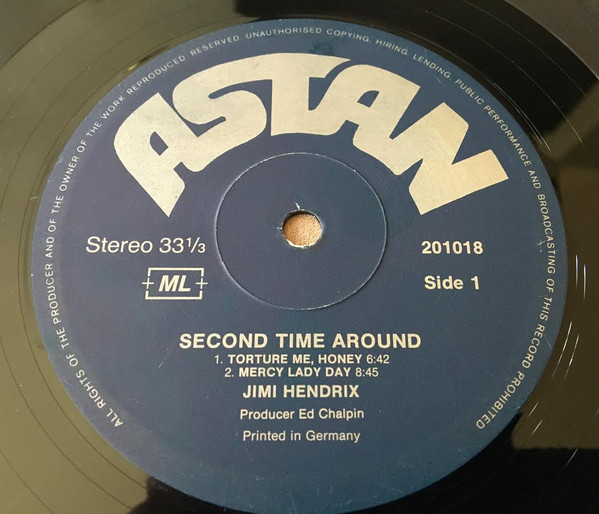 ALL RIGHTS OF THE PRODUCER AND OF THE OWNER OF THE WORK REPRODUCED RESERVED. UNAUTHORISED COPYING, HIRING, LENDING, PUBLIC PERFORMANCE AND BROADCASTING OF THIS RECORD PROHIBITED
ASTAN
Stereo 33 1/3 201018
ML Side 1
SECOND TIME AROUND
1. TORTURE ME, HONEY 6:42
2. MERCY LADY DAY 8:45
JIMI HENDRIX
Producer Ed Chalpin
Printed in Germany